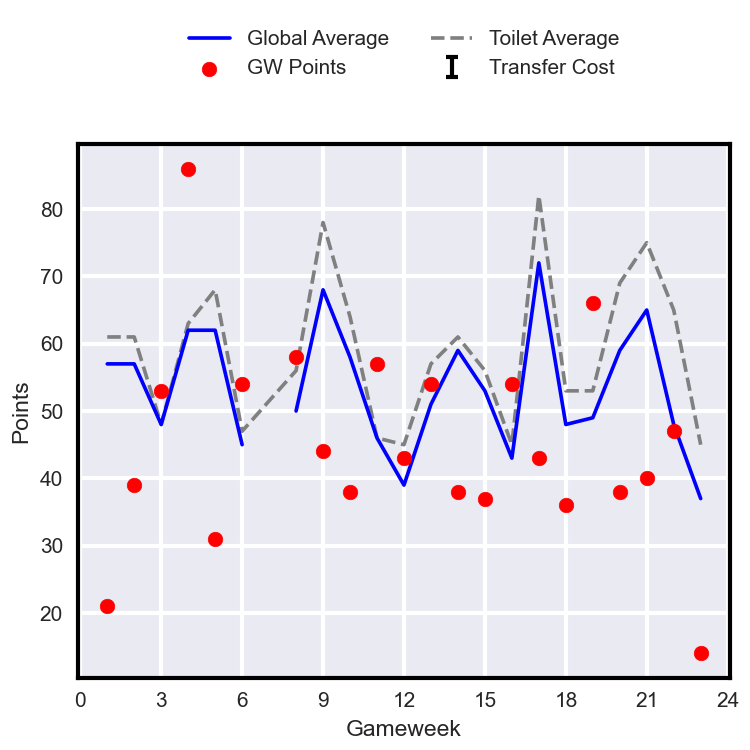 Global Average
Toilet Average
GW Points
Transfer Cost
80
70
60
50
40
30
20
Points
0 3 6 9 12 15 18 21 24
Gameweek